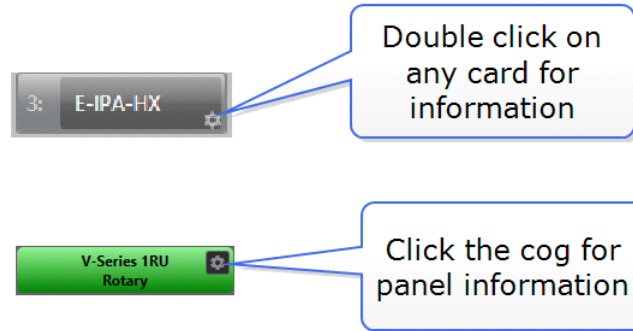 Double click on
any card for
information
3: E-IPA-HX
Click the cog for
panel information
V-Series 1RU
Rotary